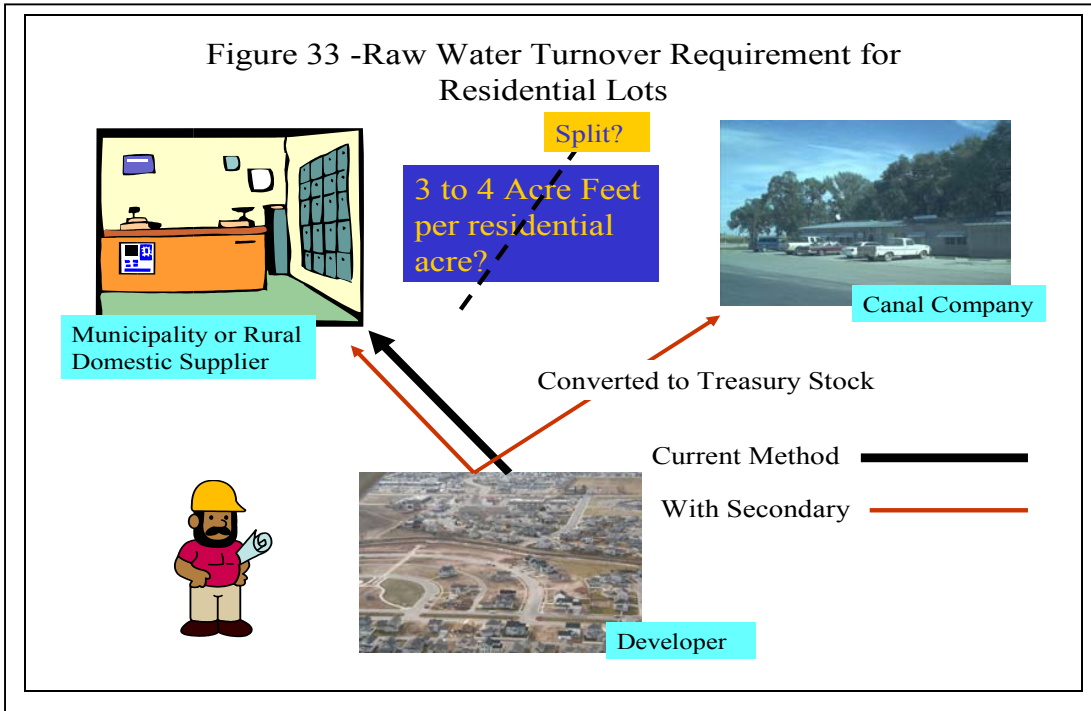 Figure 33 -Raw Water Turnover Requirement for
Residential Lots
Split?
3 to 4 Acre Feet
per residential
acre?
Canal Company
Municipality or Rural
Domestic Supplier
Converted to Treasury Stock
Current Method
With Secondary
Developer